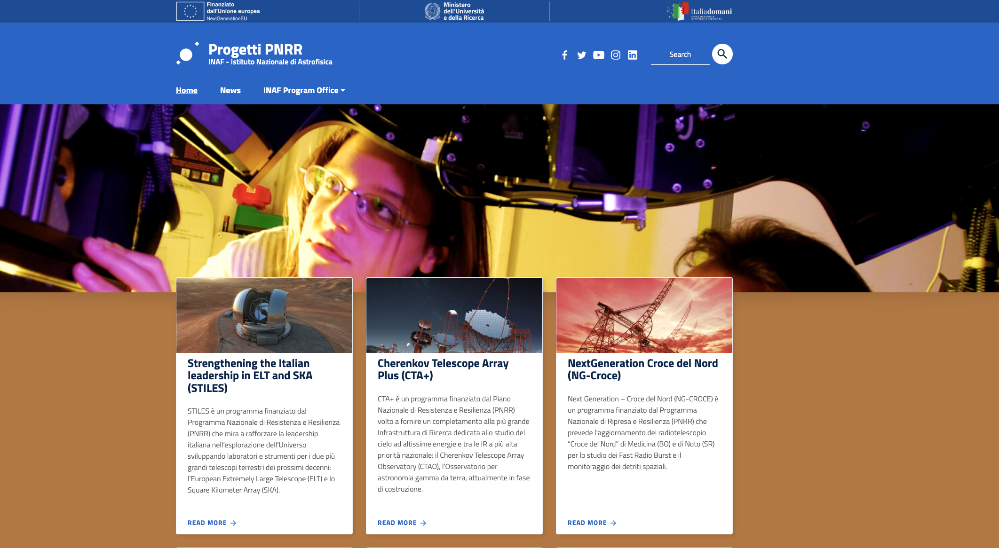 Finanziato
dall'Unione europea
NextGenerationEU
Ministero
dell'Università
e della Ricerca
Italiadomani
PIANO NAZIONALE
DI RIPRESA E RESILIENZA
Progetti PNRR
INAF - Istituto Nazionale di Astrofisica
Search
Home
News
INAF Program Office
Strengthening the Italian
leadership in ELT and SKA
(STILES)
STILES è un programma finanziato dal
Programma Nazionale di Resistenza e Resilienza
(PNRR) che mira a rafforzare la leadership
italiana nell’esplorazione dell’Universo
sviluppando laboratori e strumenti per i due più
grandi telescopi terrestri dei prossimi decenni:
l’European Extremely Large Telescope (ELT) e lo
Square Kilometer Array (SKA).
READ MORE
Cherenkov Telescope Array
Plus (CTA+)
CTA+ è un programma finanziato dal Piano
Nazionale di Resistenza e Resilienza (PNRR)
volto a fornire un completamento alla più grande
Infrastruttura di Ricerca dedicata allo studio del
cielo ad altissime energie e tra le IR a più alta
priorità nazionale: il Cherenkov Telescope Array
Observatory (CTAO), l’Osservatorio per
astronomia gamma da terra, attualmente in fase
di costruzione.
READ MORE
NextGeneration Croce del Nord
(NG-Croce)
Next Generation – Croce del Nord (NG-CROCE) è
un programma finanziato dal Programma
Nazionale di Ripresa e Resilienza (PNRR) che
prevede l’aggiornamento del radiotelescopio
“Croce del Nord” di Medicina (BO) e di Noto (SR)
per lo studio dei Fast Radio Burst e il
monitoraggio dei detriti spaziali.
READ MORE